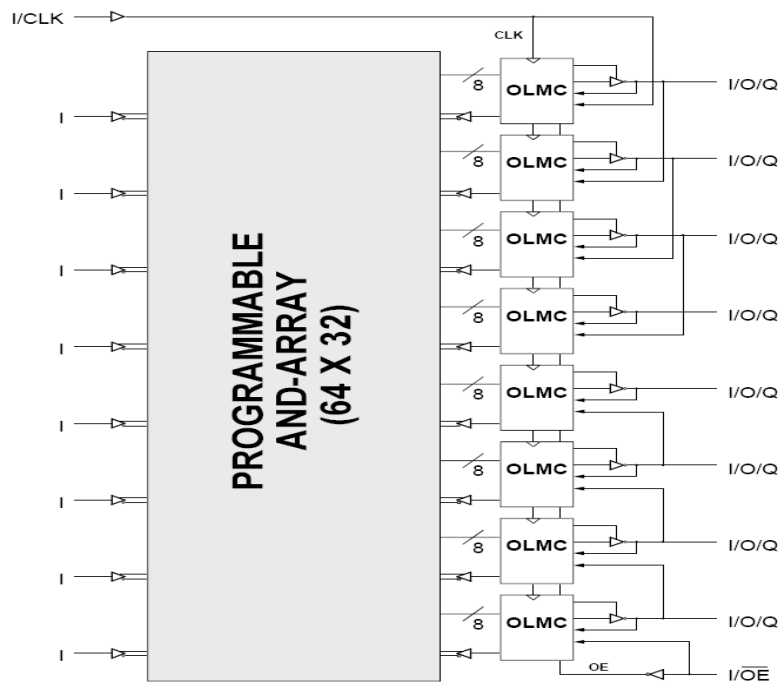 I/CLK
CLK
8
OLMC
I/O/Q
I
8
OLMC
I/O/Q
I
8
OLMC
I/O/Q
I
8
OLMC
I/O/Q
I
8
OLMC
I/O/Q
I
8
OLMC
I/O/Q
I
8
OLMC
I/O/Q
I
8
OLMC
I/O/Q
I
OE
I/O̅E̅
PROGRAMMABLE
AND-ARRAY
(64 X 32)